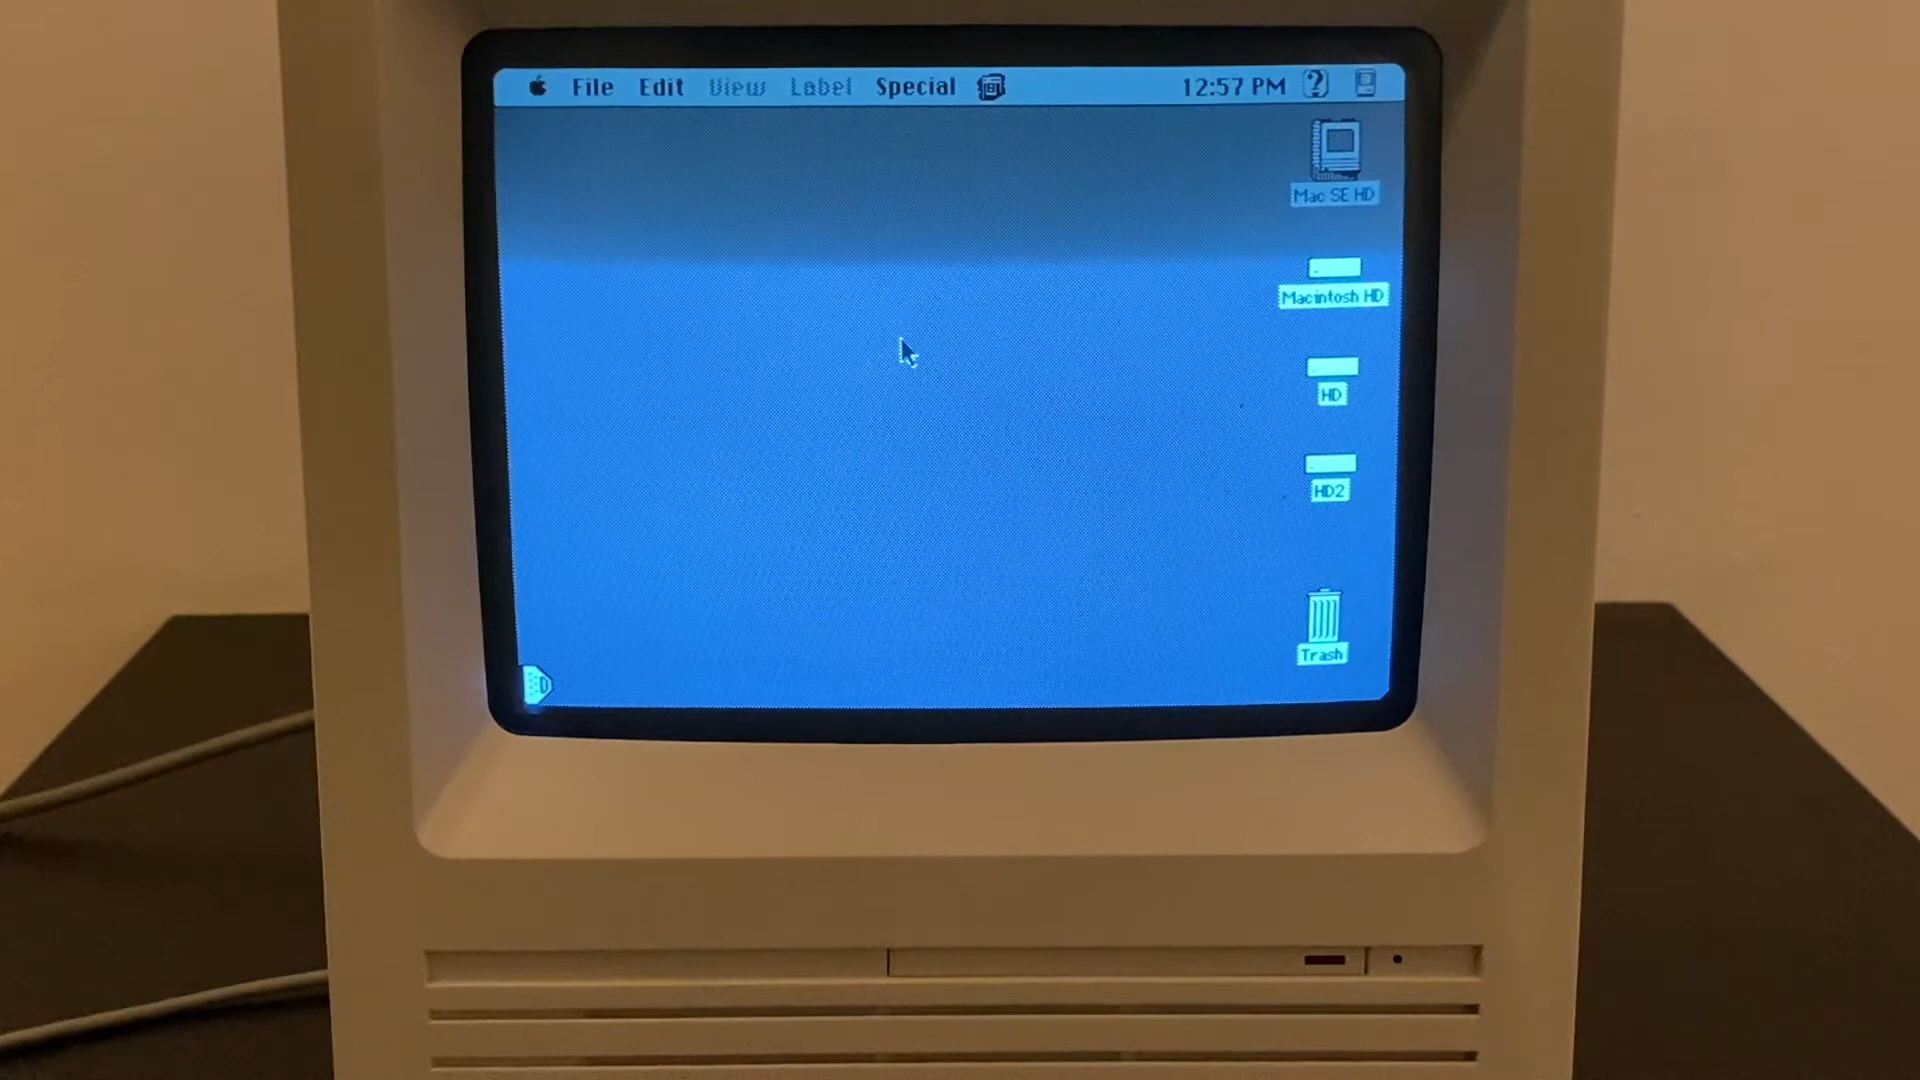 File Edit View Label Special 12:57 PM ?
Mac SE HD
Macintosh HD
HD
HD2
Trash
D